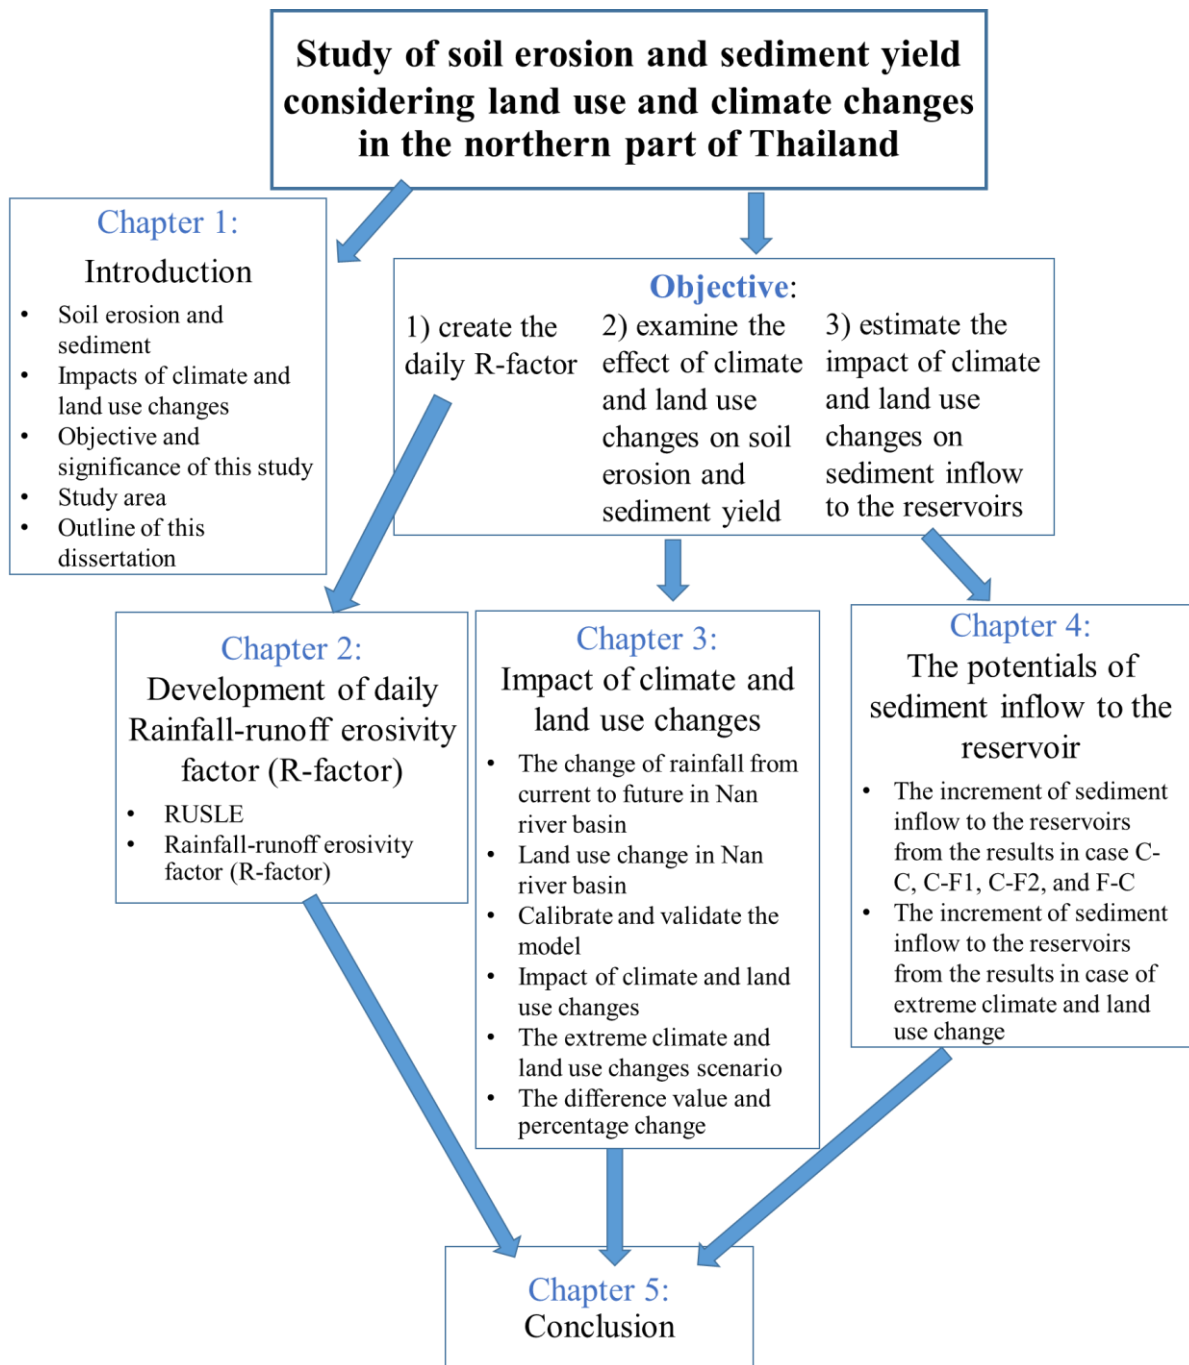 Study of soil erosion and sediment yield
considering land use and climate changes
in the northern part of Thailand
Chapter 1:
Introduction
• Soil erosion and
sediment
• Impacts of climate and
land use changes
• Objective and
significance of this study
• Study area
• Outline of this
dissertation
Objective:
1) create the
daily R-factor
2) examine the
effect of climate
and land use
changes on soil
erosion and
sediment yield
3) estimate the
impact of climate
and land use
changes on
sediment inflow
to the reservoirs
Chapter 2:
Development of daily
Rainfall-runoff erosivity
factor (R-factor)
• RUSLE
• Rainfall-runoff erosivity
factor (R-factor)
Chapter 3:
Impact of climate and
land use changes
• The change of rainfall from
current to future in Nan
river basin
• Land use change in Nan
river basin
• Calibrate and validate the
model
• Impact of climate and land
use changes
• The extreme climate and
land use changes scenario
• The difference value and
percentage change
Chapter 4:
The potentials of
sediment inflow to the
reservoir
• The increment of sediment
inflow to the reservoirs
from the results in case C-
C, C-F1, C-F2, and F-C
• The increment of sediment
inflow to the reservoirs
from the results in case of
extreme climate and land
use change
Chapter 5:
Conclusion